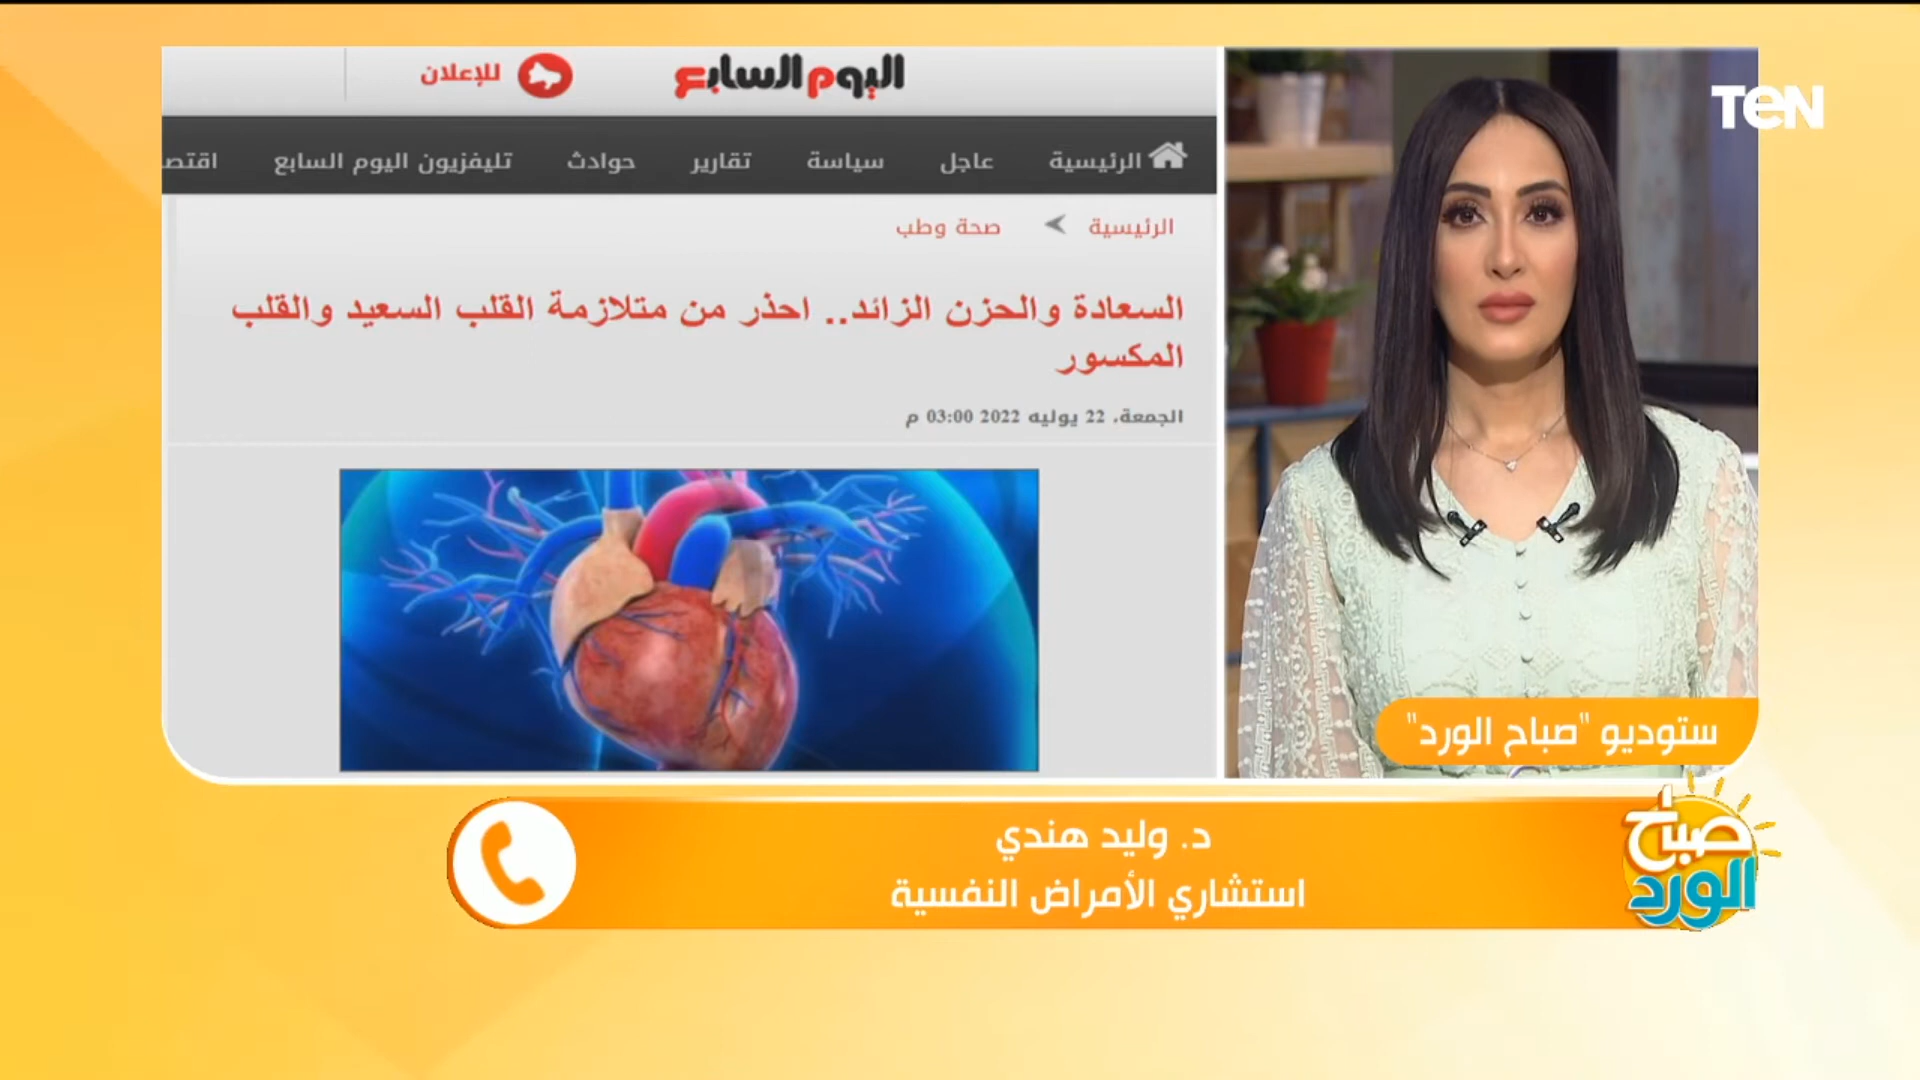 اليوم السابع
للإعلان
TEN
الرئيسية عاجل سياسة تقارير حوادث تليفزيون اليوم السابع اقتص
الرئيسية صحة وطب
السعادة والحزن الزائد.. احذر من متلازمة القلب السعيد والقلب
المكسور
الجمعة، 22 يوليه 2022 03:00 م
ستوديو "صباح الورد"
د. وليد هندي
استشاري الأمراض النفسية
صباح
الورد